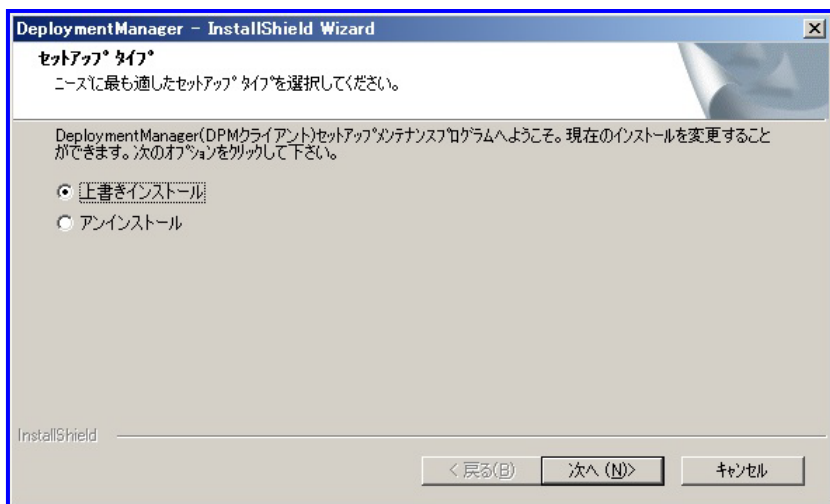 DeploymentManager - InstallShield Wizard
セットアップ タイプ
ニーズに最も適したセットアップ タイプを選択してください。
DeploymentManager(DPMクライアント)セットアップメンテナンスプログラムへようこそ。現在のインストールを変更すること
ができます。次のオプションをクリックして下さい。
上書きインストール
アンインストール
InstallShield
< 戻る(B)
次へ (N)>
キャンセル